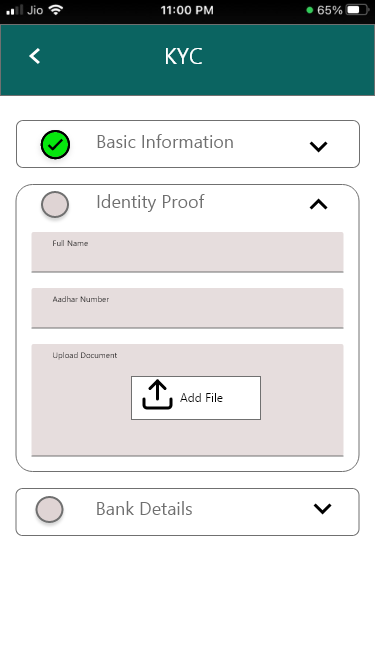 Jio 11:00 PM 65%
KYC
Basic Information
Identity Proof
Full Name
Aadhar Number
Upload Document
Add File
Bank Details